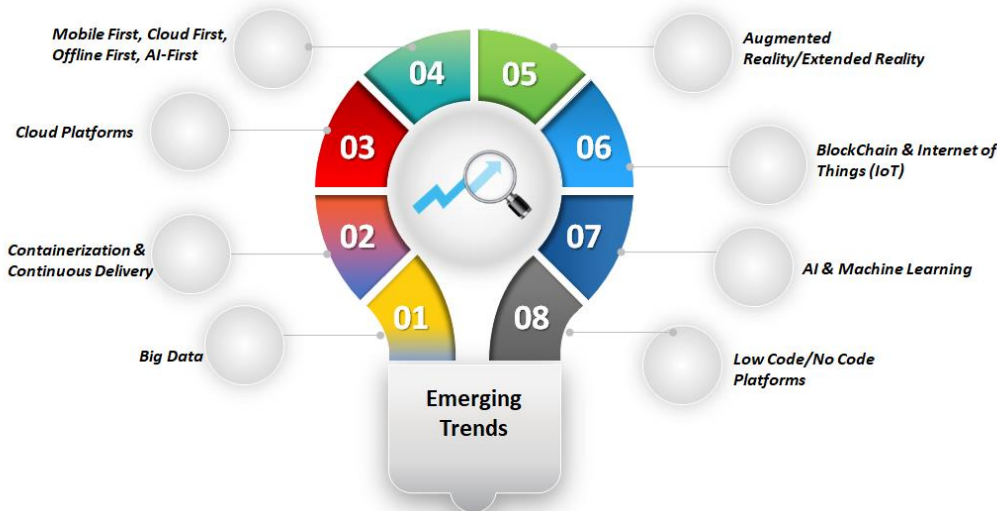 Mobile First, Cloud First,
Offline First, AI-First
04
05
Augmented
Reality/Extended Reality
Cloud Platforms
03
06
BlockChain & Internet of
Things (IoT)
Containerization &
Continuous Delivery
02
07
AI & Machine Learning
Big Data
01
08
Low Code/No Code
Platforms
Emerging
Trends